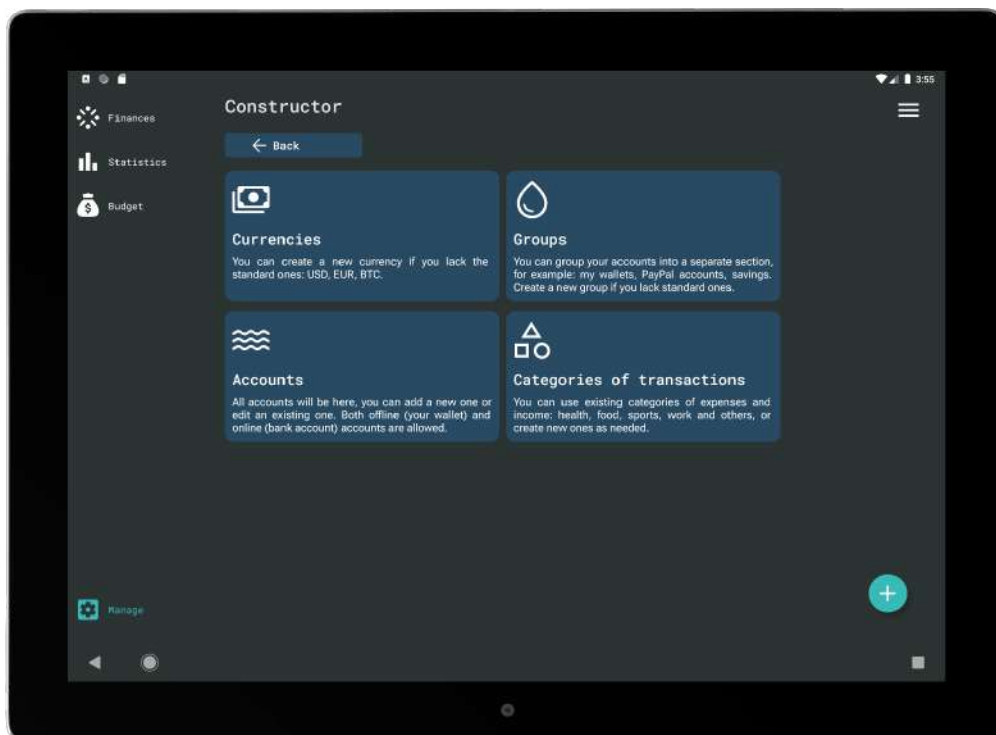 3:55
Finances
Statistics
Budget
Manage
Constructor
Back
Currencies
You can create a new currency if you lack the
standard ones: USD, EUR, BTC.
Groups
You can group your accounts into a separate section,
for example: my wallets, PayPal accounts, savings.
Create a new group if you lack standard ones.
Accounts
All accounts will be here, you can add a new one or
edit an existing one. Both offline (your wallet) and
online (bank account) accounts are allowed.
Categories of transactions
You can use existing categories of expenses and
income: health, food, sports, work and others, or
create new ones as needed.